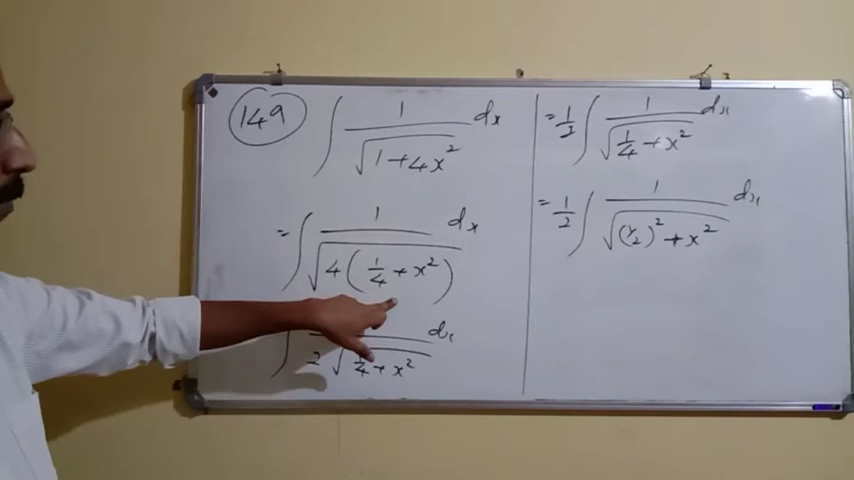 149
∫ 1/√(1+4x²) dx
= ∫ 1/√(4(1/4+x²)) dx
∫ /2√(1/4+x²) dx
= 1/2 ∫ 1/√(1/4+x²) dx
= 1/2 ∫ 1/√((1/2)²+x²) dx